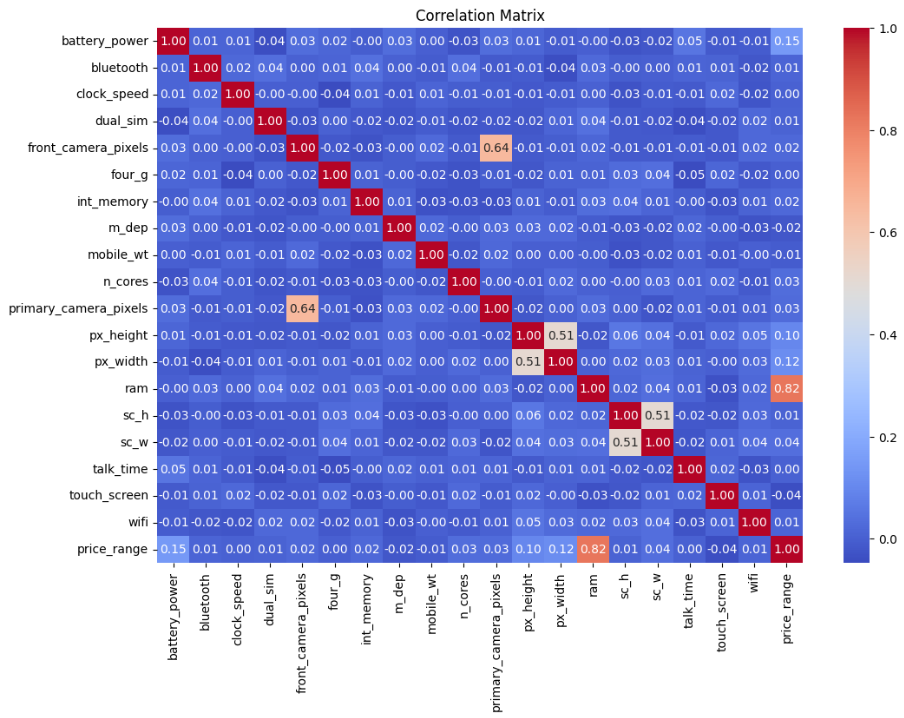 Correlation Matrix
battery_power 1.00 0.01 0.01 -0.04 0.03 0.02 -0.00 0.03 0.00 -0.03 0.03 0.01 -0.01 -0.00 -0.03 -0.02 0.05 -0.01 -0.01 0.15
bluetooth 0.01 1.00 0.02 0.04 0.00 0.01 0.04 0.00 -0.01 0.04 -0.01 -0.01 -0.04 0.03 -0.00 0.00 0.01 0.01 -0.02 0.01
clock_speed 0.01 0.02 1.00 -0.00 -0.00 -0.04 0.01 -0.01 0.01 -0.01 -0.01 -0.01 -0.01 0.00 -0.03 -0.01 -0.01 0.02 -0.02 0.00
dual_sim -0.04 0.04 -0.00 1.00 -0.03 0.00 -0.02 -0.02 -0.01 -0.02 -0.02 -0.02 0.01 0.04 -0.01 -0.02 -0.04 -0.02 0.02 0.01
front_camera_pixels 0.03 0.00 -0.00 -0.03 1.00 -0.02 -0.03 -0.00 0.02 -0.01 0.64 -0.01 -0.01 0.02 -0.01 -0.01 -0.01 -0.01 0.02 0.02
four_g 0.02 0.01 -0.04 0.00 -0.02 1.00 0.01 -0.00 -0.02 -0.03 -0.01 -0.02 0.01 0.01 0.03 0.04 -0.05 0.02 -0.02 0.00
int_memory -0.00 0.04 0.01 -0.02 -0.03 0.01 1.00 0.01 -0.03 -0.03 -0.03 0.01 -0.01 0.03 0.04 0.01 -0.00 -0.03 0.01 0.02
m_dep 0.03 0.00 -0.01 -0.02 -0.00 -0.00 0.01 1.00 0.02 -0.00 0.03 0.03 0.02 -0.01 -0.02 -0.02 0.02 -0.00 -0.03 -0.02
mobile_wt 0.00 -0.01 0.01 -0.01 0.02 -0.02 -0.03 0.02 1.00 -0.02 0.02 0.00 0.00 -0.00 -0.03 -0.02 0.01 -0.01 -0.00 -0.01
n_cores -0.03 0.04 -0.01 -0.02 -0.01 -0.03 -0.03 -0.00 -0.02 1.00 -0.00 -0.01 0.02 0.00 -0.00 0.03 0.01 0.02 -0.01 0.03
primary_camera_pixels 0.03 -0.01 -0.01 -0.02 0.64 -0.01 -0.03 0.03 0.02 -0.00 1.00 -0.02 0.00 0.03 0.00 -0.02 0.01 -0.01 0.01 0.03
px_height 0.01 -0.01 -0.01 -0.02 -0.01 -0.02 0.01 0.03 0.00 -0.01 -0.02 1.00 0.51 -0.02 0.06 0.04 -0.01 0.02 0.05 0.10
px_width -0.01 -0.04 -0.01 0.01 -0.01 0.01 -0.01 0.02 0.00 0.02 0.00 0.51 1.00 0.00 0.02 0.03 0.01 -0.00 0.03 0.12
ram -0.00 0.03 0.00 0.04 0.02 0.01 0.03 -0.01 -0.00 0.00 0.03 -0.02 0.00 1.00 0.02 0.04 0.01 -0.03 0.02 0.82
sc_h -0.03 -0.00 -0.03 -0.01 -0.01 0.03 0.04 -0.02 -0.03 -0.00 0.00 0.06 0.02 0.02 1.00 0.51 -0.02 -0.02 0.03 0.01
sc_w -0.02 0.00 -0.01 -0.02 -0.01 0.04 0.01 -0.02 -0.02 0.03 -0.02 0.04 0.03 0.04 0.51 1.00 -0.02 0.01 0.04 0.04
talk_time 0.05 0.01 -0.01 -0.04 -0.01 -0.05 -0.00 0.02 0.01 0.01 0.01 -0.01 0.01 0.01 -0.02 -0.02 1.00 0.02 -0.03 0.00
touch_screen -0.01 0.01 0.02 -0.02 -0.01 0.02 -0.03 -0.00 -0.01 0.02 -0.01 0.02 -0.00 -0.03 -0.02 0.01 0.02 1.00 0.01 -0.04
wifi -0.01 -0.02 -0.02 0.02 0.02 -0.02 0.01 -0.03 -0.00 -0.01 0.01 0.05 0.03 0.02 0.03 0.04 -0.03 0.01 1.00 0.01
price_range 0.15 0.01 0.00 0.01 0.02 0.00 0.02 -0.02 -0.01 0.03 0.03 0.10 0.12 0.82 0.01 0.04 0.00 -0.04 0.01 1.00
battery_power bluetooth clock_speed dual_sim front_camera_pixels four_g int_memory m_dep mobile_wt n_cores primary_camera_pixels px_height px_width ram sc_h sc_w talk_time touch_screen wifi price_range
1.0
0.8
0.6
0.4
0.2
0.0